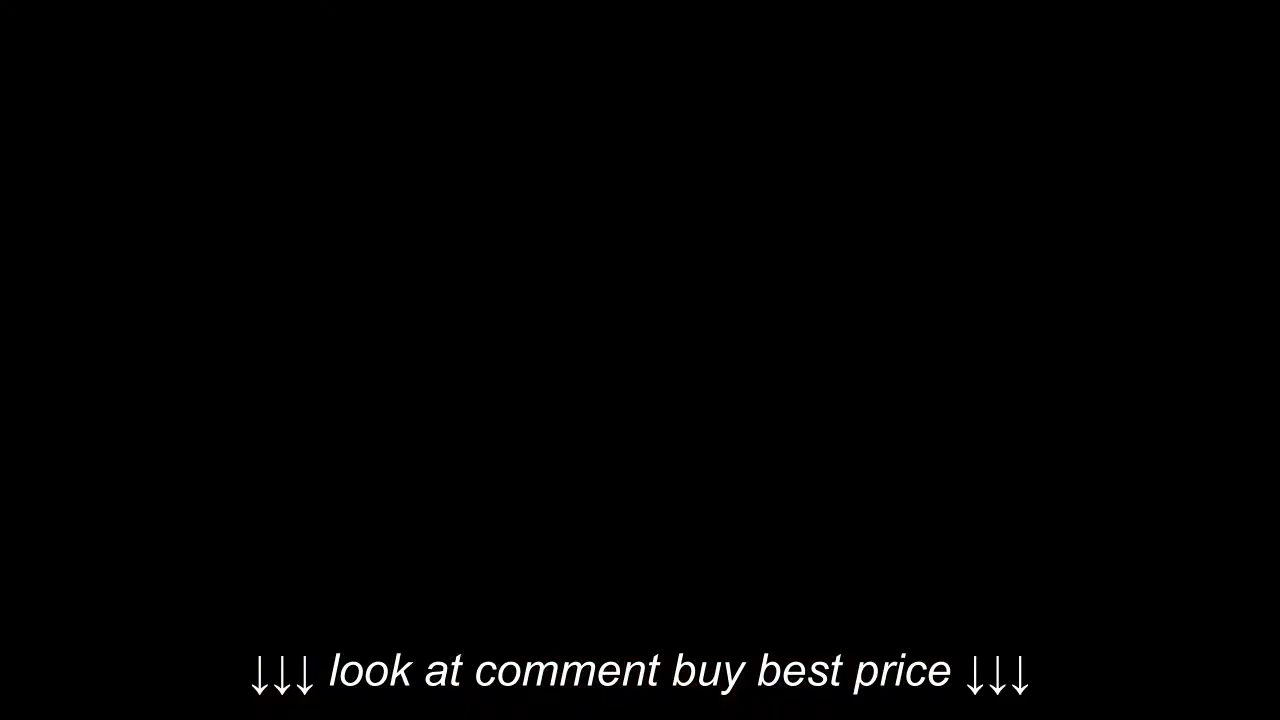 ↓↓↓ look at comment buy best price ↓↓↓